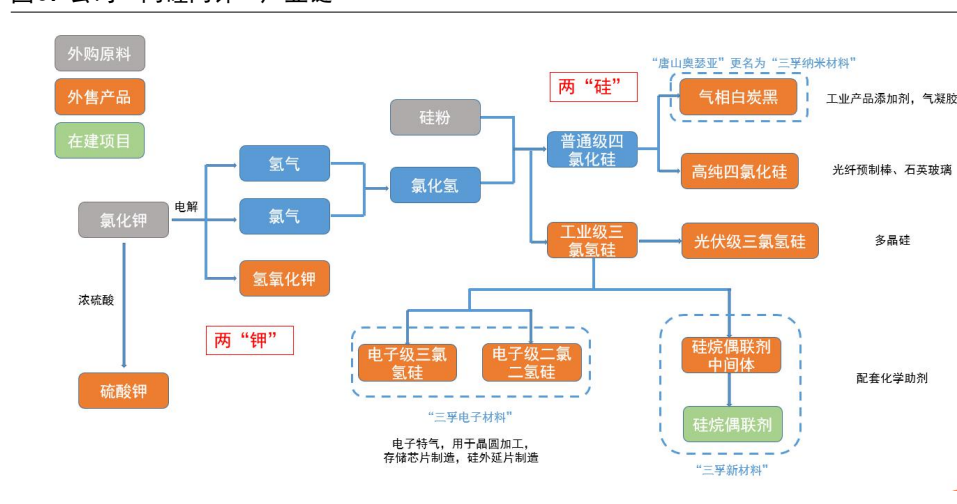 外购原料
外售产品
在建项目
“唐山奥瑟亚”更名为“三孚纳米材料”
两“硅”
气相白炭黑
工业产品添加剂，气凝胶
硅粉
普通级四
氯化硅
氢气
高纯四氯化硅
光纤预制棒、石英玻璃
氯化氢
氯化钾
电解
氯气
工业级三
氯氢硅
光伏级三氯氢硅
多晶硅
氢氧化钾
浓硫酸
两“钾”
电子级三氯
氢硅
电子级二氯
二氢硅
硅烷偶联剂
中间体
配套化学助剂
硫酸钾
“三孚电子材料”
硅烷偶联剂
电子特气，用于晶圆加工，
存储芯片制造，硅外延片制造
“三孚新材料”